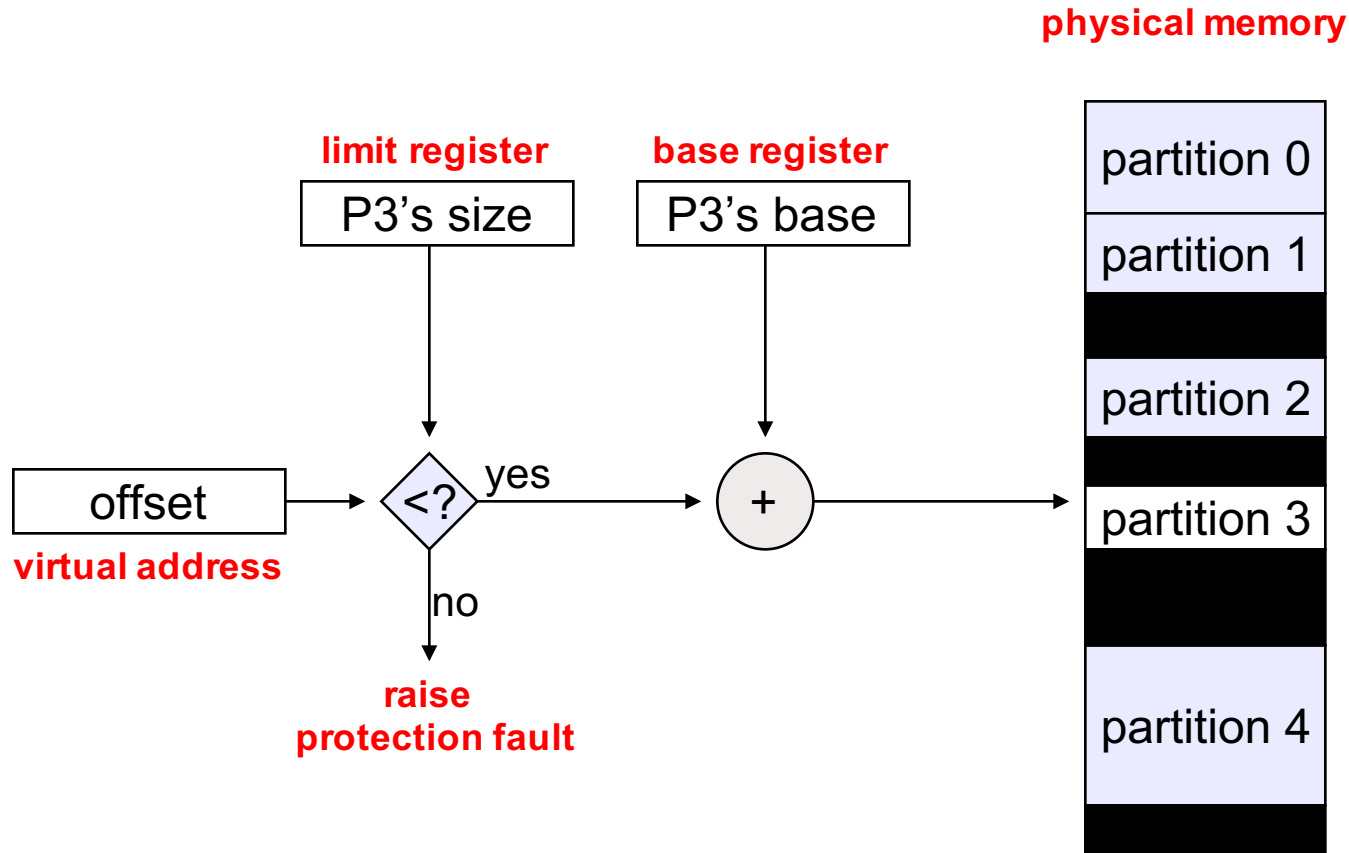 physical memory
limit register
base register
P3’s size
P3’s base
partition 0
partition 1
partition 2
offset
<?
yes
+
partition 3
virtual address
no
raise
protection fault
partition 4